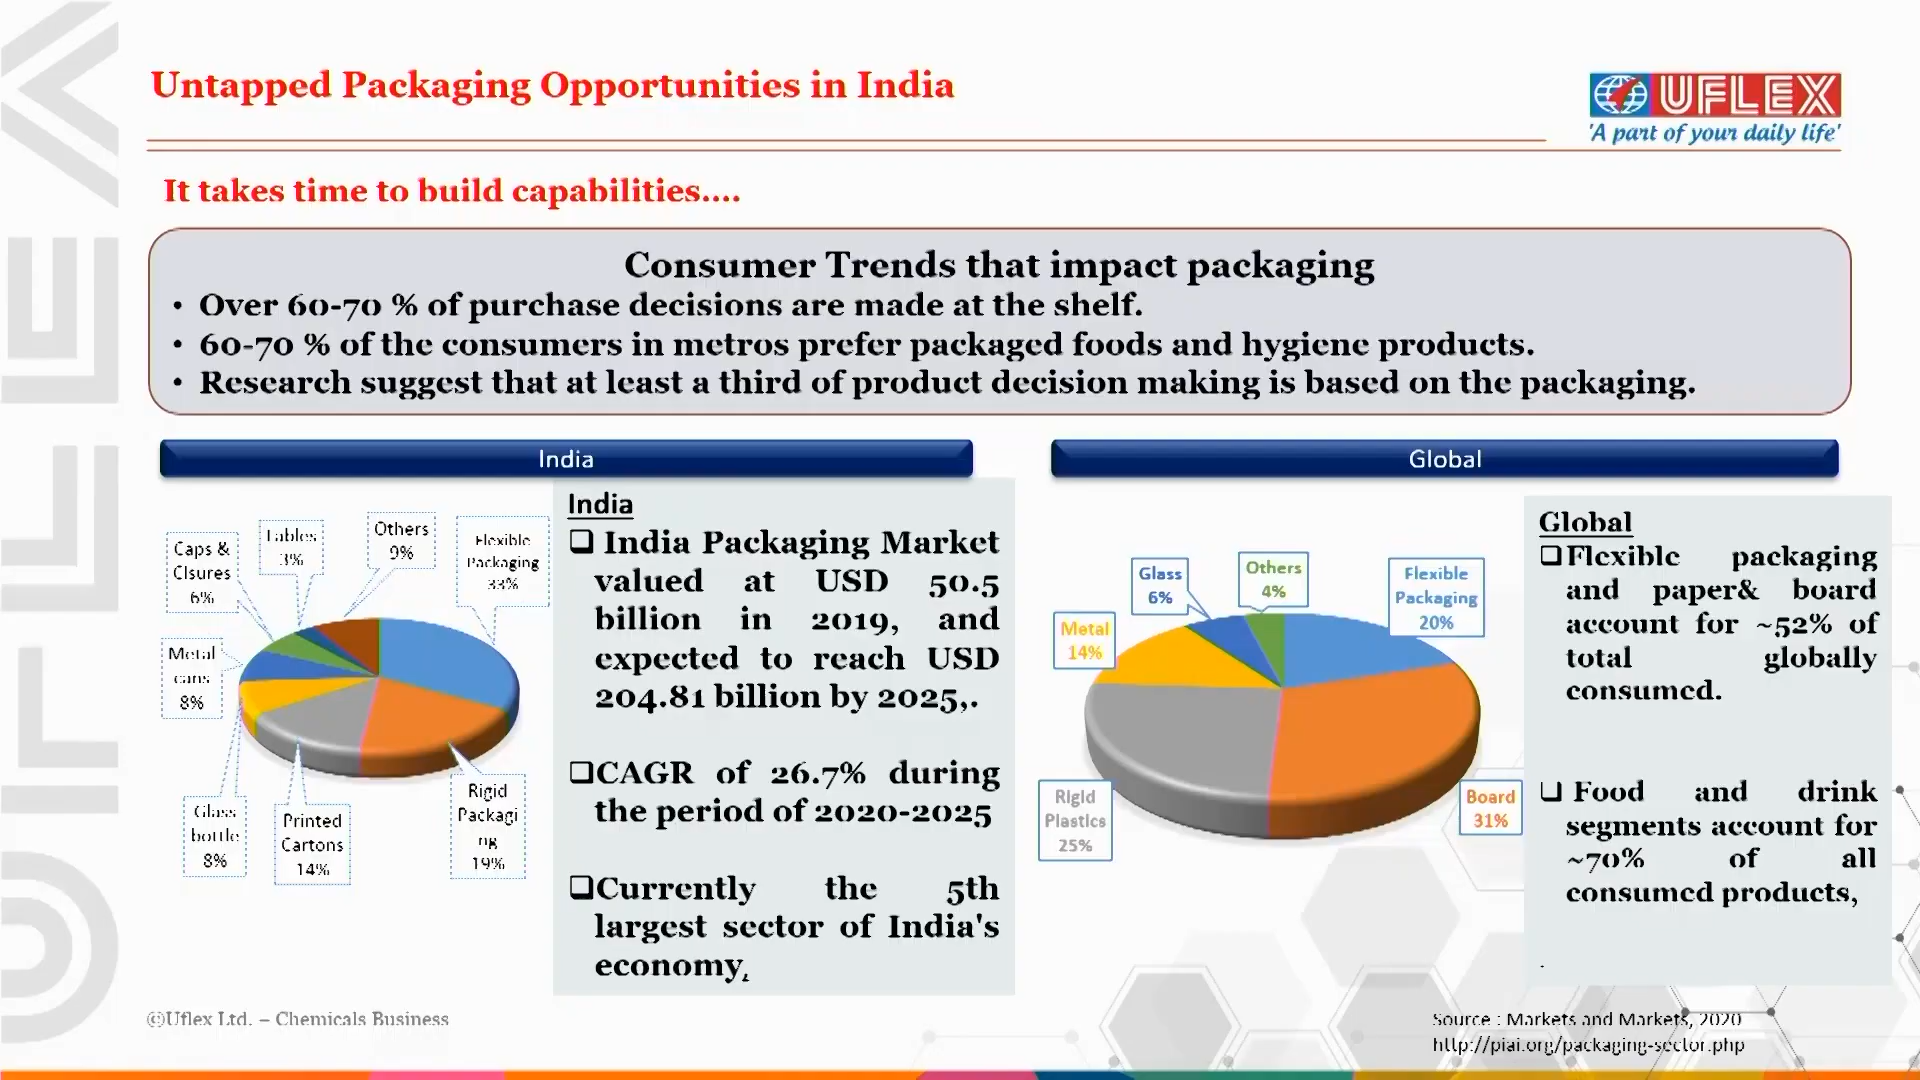 Untapped Packaging Opportunities in India
UFLEX
'A part of your daily life'
It takes time to build capabilities....
Consumer Trends that impact packaging
• Over 60-70 % of purchase decisions are made at the shelf.
• 60-70 % of the consumers in metros prefer packaged foods and hygiene products.
• Research suggest that at least a third of product decision making is based on the packaging.
India
Flexible
Packaging
33%
Rigid
Packagi
ng
19%
Printed
Cartons
14%
Glass
bottle
8%
Metal
cans
8%
Caps &
Clsures
6%
Lables
3%
Others
9%
India
❑ India Packaging Market
valued at USD 50.5
billion in 2019, and
expected to reach USD
204.81 billion by 2025,.
❑CAGR of 26.7% during
the period of 2020-2025
❑Currently the 5th
largest sector of India's
economy,
Global
Flexible
Packaging
20%
Board
31%
Rigid
Plastics
25%
Metal
14%
Glass
6%
Others
4%
Global
❑Flexible packaging
and paper& board
account for ~52% of
total globally
consumed.
❑ Food and drink
segments account for
~70% of all
consumed products,
.
©Uflex Ltd. – Chemicals Business
Source : Markets and Markets, 2020
http://piai.org/packaging-sector.php
UFLEX